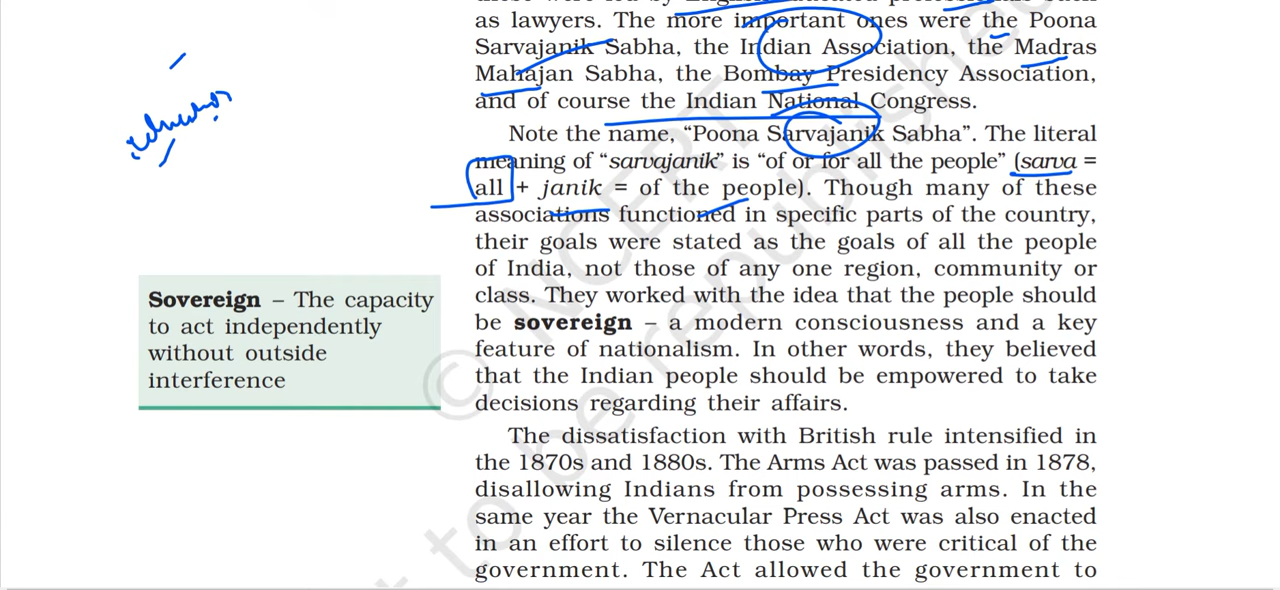 as lawyers. The more important ones were the Poona
Sarvajanik Sabha, the Indian Association, the Madras
Mahajan Sabha, the Bombay Presidency Association,
and of course the Indian National Congress.
Note the name, “Poona Sarvajanik Sabha”. The literal
meaning of “sarvajanik” is “of or for all the people” (sarva =
all + janik = of the people). Though many of these
associations functioned in specific parts of the country,
their goals were stated as the goals of all the people
of India, not those of any one region, community or
class. They worked with the idea that the people should
be sovereign – a modern consciousness and a key
feature of nationalism. In other words, they believed
that the Indian people should be empowered to take
decisions regarding their affairs.
Sovereign – The capacity
to act independently
without outside
interference
The dissatisfaction with British rule intensified in
the 1870s and 1880s. The Arms Act was passed in 1878,
disallowing Indians from possessing arms. In the
same year the Vernacular Press Act was also enacted
in an effort to silence those who were critical of the
government. The Act allowed the government to
© NCERT
to be republished